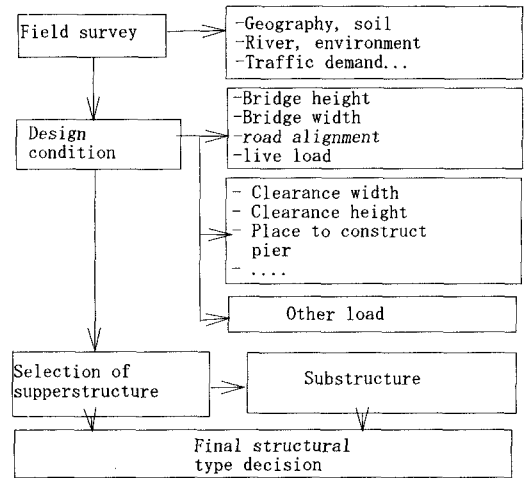 Field survey
-Geography, soil
-River, environment
-Traffic demand...
Design
condition
-Bridge height
-Bridge width
-road alignment
-live load
- Clearance width
- Clearance height
- Place to construct
pier
- ....
Other load
Selection of
supperstructure
Substructure
Final structural
type decision